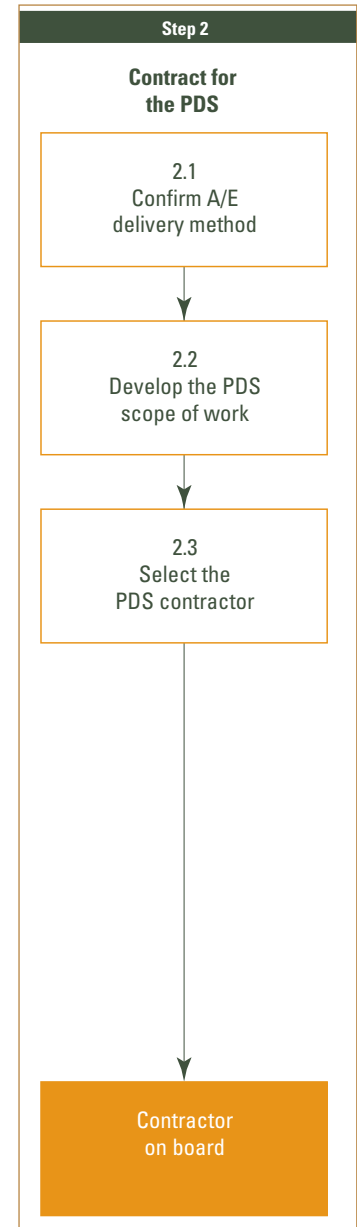 Step 2
Contract for
the PDS
2.1
Confirm A/E
delivery method
2.2
Develop the PDS
scope of work
2.3
Select the
PDS contractor
Contractor
on board